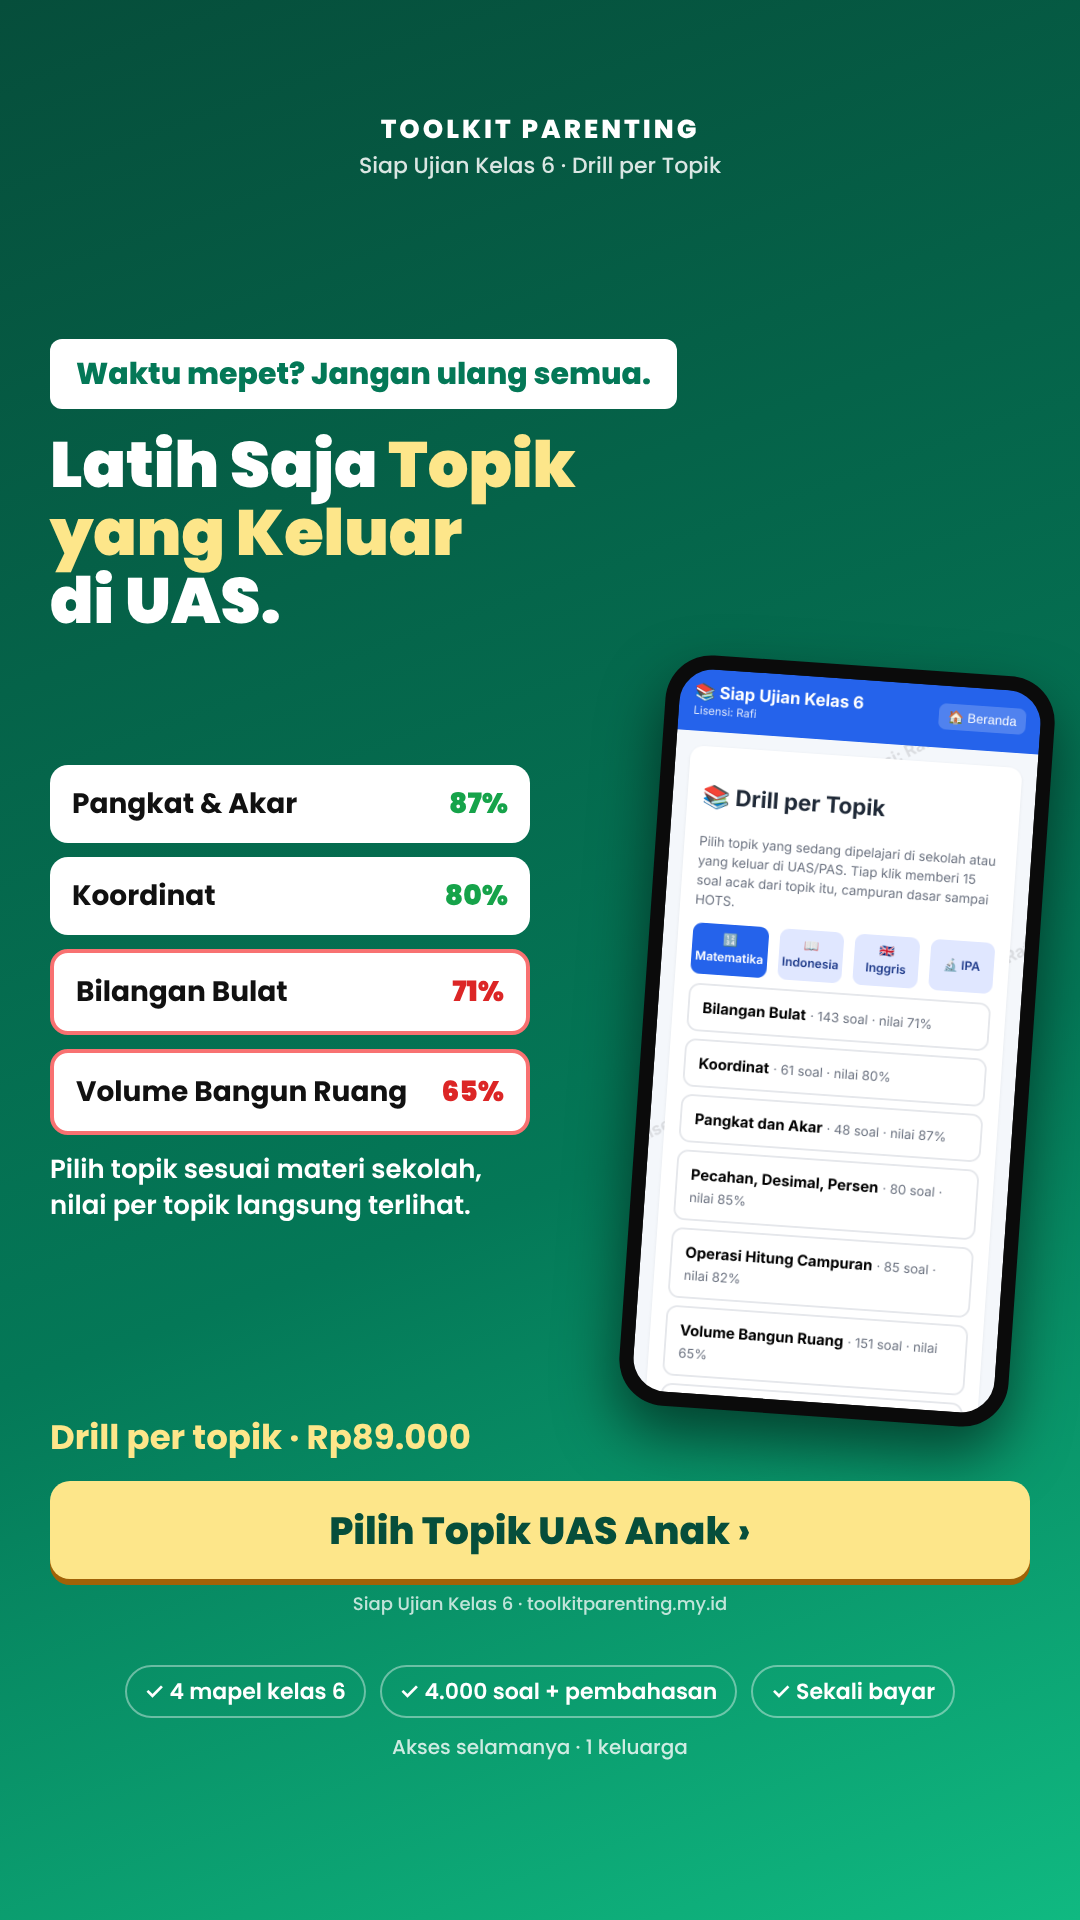 TOOLKIT PARENTING
Siap Ujian Kelas 6 · Drill per Topik
Waktu mepet? Jangan ulang semua.
Latih Saja Topik
yang Keluar
di UAS.
Pangkat & Akar 87%
Koordinat 80%
Bilangan Bulat 71%
Volume Bangun Ruang 65%
Pilih topik sesuai materi sekolah,
nilai per topik langsung terlihat.
📚 Siap Ujian Kelas 6
Lisensi: Rafi
🏠 Beranda
📚 Drill per Topik
Pilih topik yang sedang dipelajari di sekolah atau
yang keluar di UAS/PAS. Tiap klik memberi 15
soal acak dari topik itu, campuran dasar sampai
HOTS.
🔢 Matematika
📖 Indonesia
🇬🇧 Inggris
🔬 IPA
Bilangan Bulat · 143 soal · nilai 71%
Koordinat · 61 soal · nilai 80%
Pangkat dan Akar · 48 soal · nilai 87%
Pecahan, Desimal, Persen · 80 soal ·
nilai 85%
Operasi Hitung Campuran · 85 soal ·
nilai 82%
Volume Bangun Ruang · 151 soal · nilai
65%
Drill per topik · Rp89.000
Pilih Topik UAS Anak ›
Siap Ujian Kelas 6 · toolkitparenting.my.id
✓ 4 mapel kelas 6
✓ 4.000 soal + pembahasan
✓ Sekali bayar
Akses selamanya · 1 keluarga